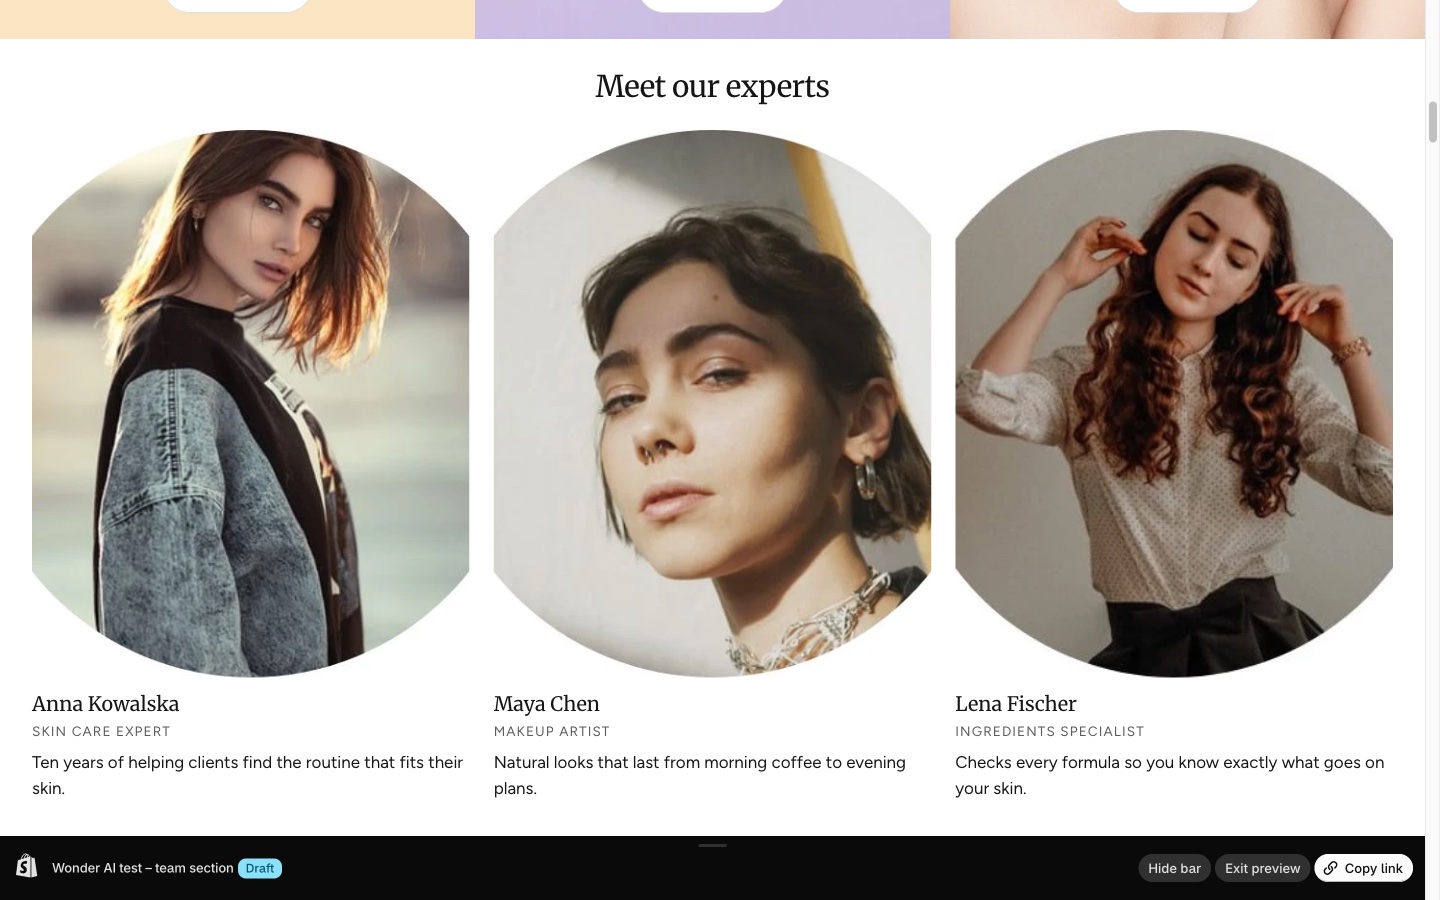 Meet our experts
Anna Kowalska
SKIN CARE EXPERT
Ten years of helping clients find the routine that fits their
skin.
Maya Chen
MAKEUP ARTIST
Natural looks that last from morning coffee to evening
plans.
Lena Fischer
INGREDIENTS SPECIALIST
Checks every formula so you know exactly what goes on
your skin.
Wonder AI test – team section Draft
Hide bar
Exit preview
Copy link